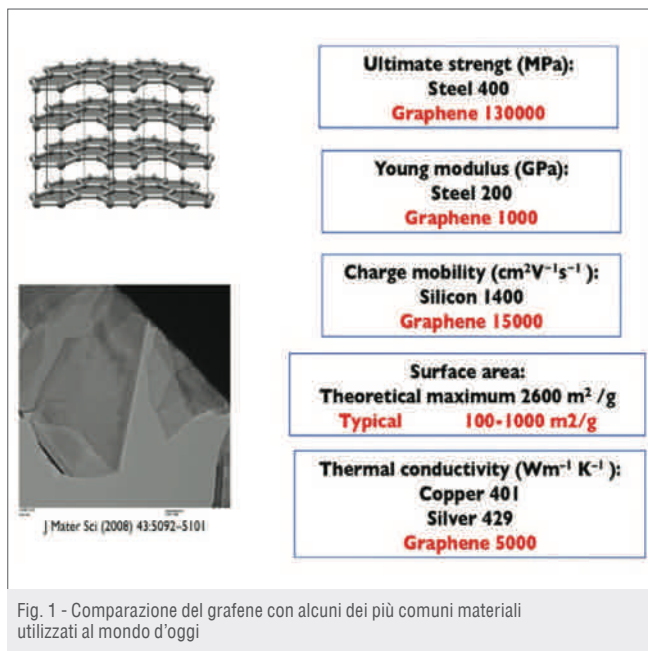 Ultimate strengt (MPa):
Steel 400
Graphene 130000
Young modulus (GPa):
Steel 200
Graphene 1000
Charge mobility (cm²V⁻¹s⁻¹ ):
Silicon 1400
Graphene 15000
Surface area:
Theoretical maximum 2600 m² /g
Typical 100-1000 m2/g
Thermal conductivity (Wm⁻¹ K⁻¹ ):
Copper 401
Silver 429
Graphene 5000
J Mater Sci (2008) 43:5092–5101
Fig. 1 - Comparazione del grafene con alcuni dei più comuni materiali
utilizzati al mondo d’oggi